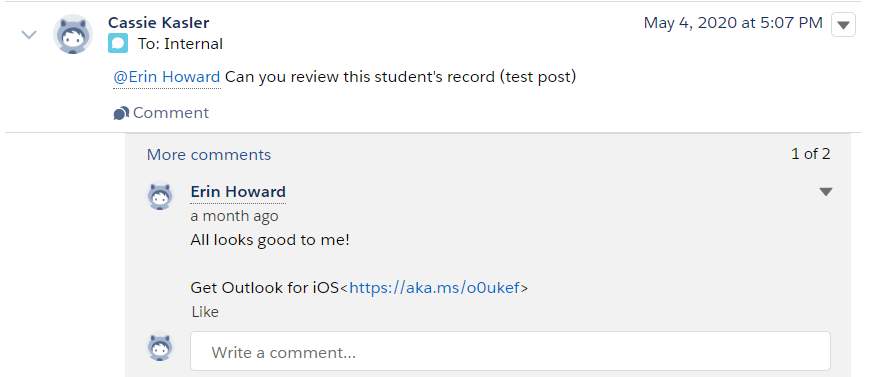 Cassie Kasler
May 4, 2020 at 5:07 PM
To: Internal
@Erin Howard Can you review this student's record (test post)
Comment
More comments
1 of 2
Erin Howard
a month ago
All looks good to me!
Get Outlook for iOS<https://aka.ms/o0ukef>
Like
Write a comment...